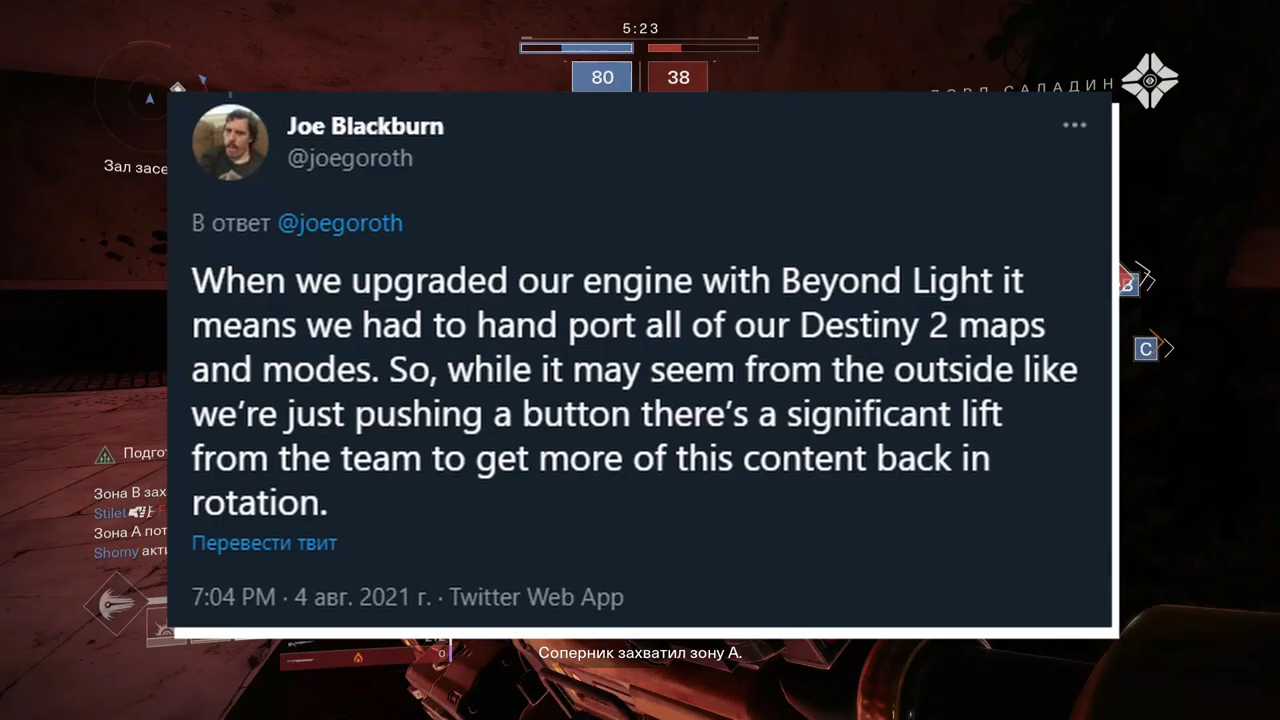 5:23
80
38
ЛОРД САЛАДИН
Joe Blackburn
@joegoroth
Зал засе
В ответ @joegoroth
When we upgraded our engine with Beyond Light it
means we had to hand port all of our Destiny 2 maps
and modes. So, while it may seem from the outside like
we’re just pushing a button there’s a significant lift
from the team to get more of this content back in
rotation.
Перевести твит
7:04 PM · 4 авг. 2021 г. · Twitter Web App
B
C
Подгот
Зона B зах
Stilet
Зона A пот
Shomy акти
Соперник захватил зону A.